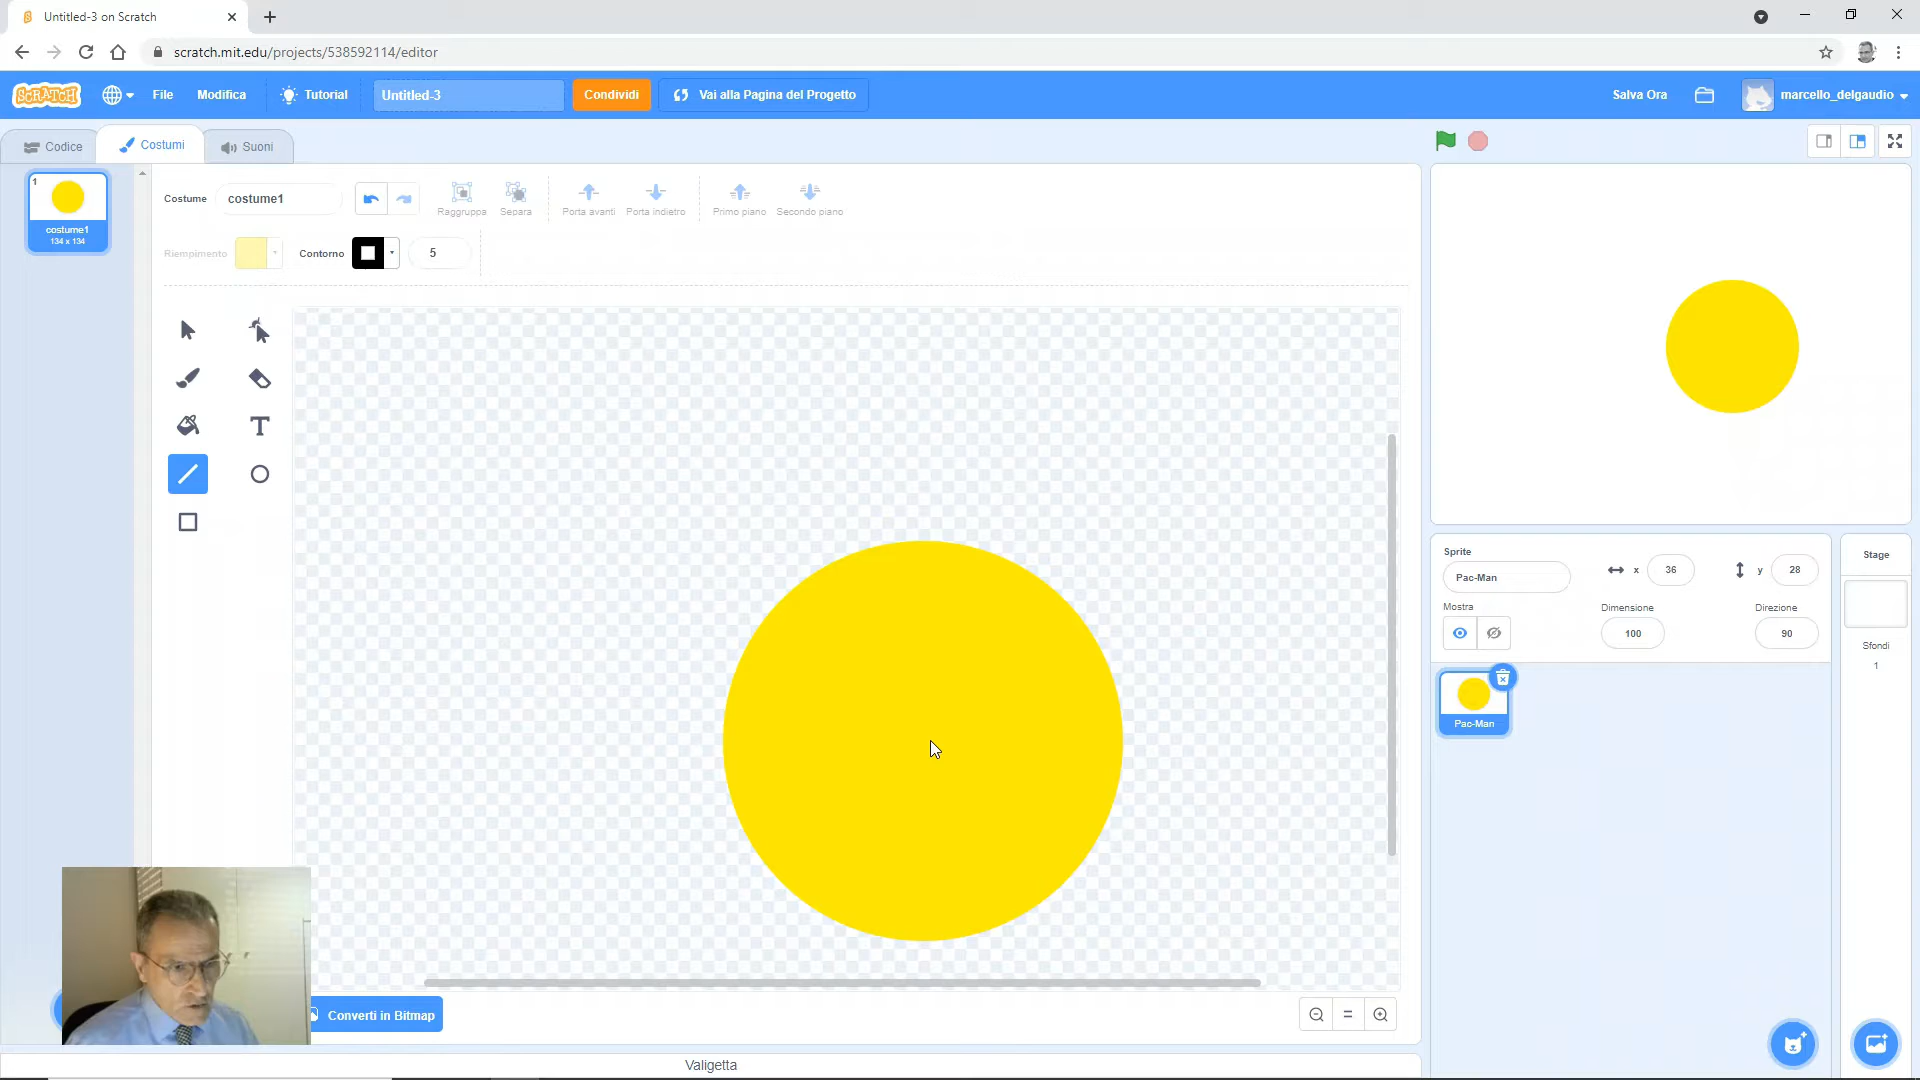 Untitled-3 on Scratch
scratch.mit.edu/projects/538592114/editor
SCRATCH
File
Modifica
Tutorial
Untitled-3
Condividi
Vai alla Pagina del Progetto
Salva Ora
marcello_delgaudio
Codice
Costumi
Suoni
1
costume1
134 x 134
Costume
costume1
Raggruppa
Separa
Porta avanti
Porta indietro
Primo piano
Secondo piano
Riempimento
Contorno
5
T
Converti in Bitmap
=
Valigetta
Sprite
Pac-Man
x
36
y
28
Mostra
Dimensione
100
Direzione
90
Pac-Man
Stage
Sfondi
1